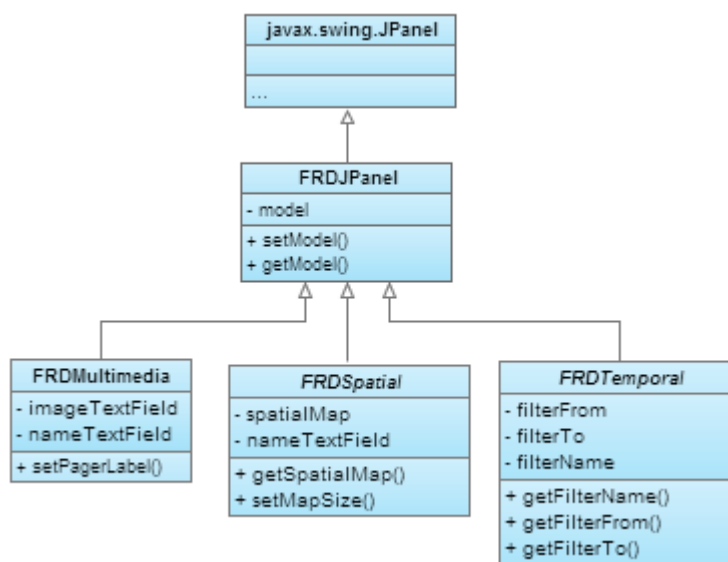 javax.swing.JPanel
...
FRDJPanel
- model
+ setModel()
+ getModel()
FRDMultimedia
- imageTextField
- nameTextField
+ setPagerLabel()
FRDSpatial
- spatialMap
- nameTextField
+ getSpatialMap()
+ setMapSize()
FRDTemporal
- filterFrom
- filterTo
- filterName
+ getFilterName()
+ getFilterFrom()
+ getFilterTo()